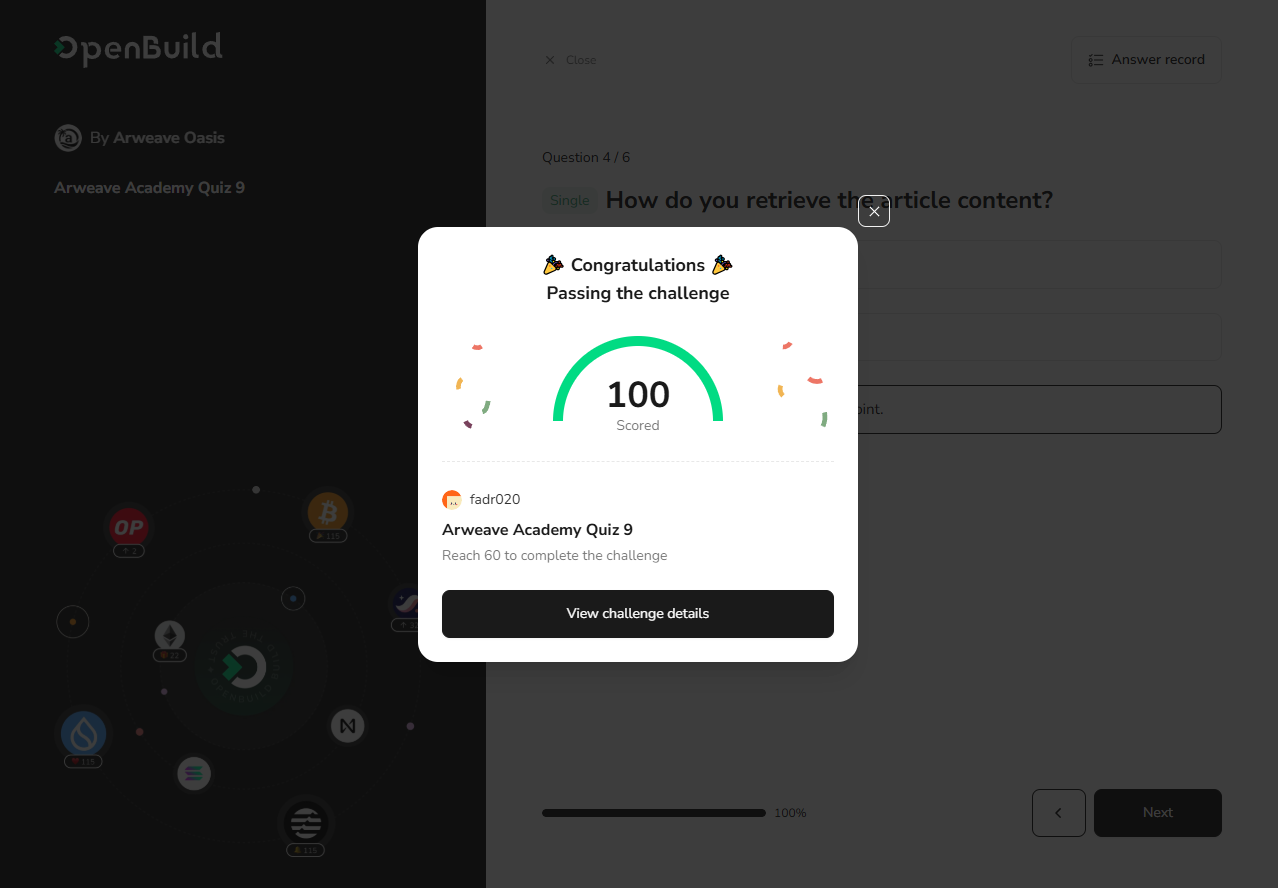 OpenBuild
By Arweave Oasis
Arweave Academy Quiz 9
OP
2
115
22
115
115
Close
Answer record
Question 4 / 6
Single How do you retrieve the article content?
Congratulations
Passing the challenge
100
Scored
fadr020
Arweave Academy Quiz 9
Reach 60 to complete the challenge
View challenge details
100%
Next